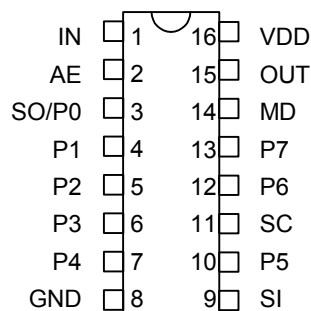 IN 1 16 VDD
AE 2 15 OUT
SO/P0 3 14 MD
P1 4 13 P7
P2 5 12 P6
P3 6 11 SC
P4 7 10 P5
GND 8 9 SI